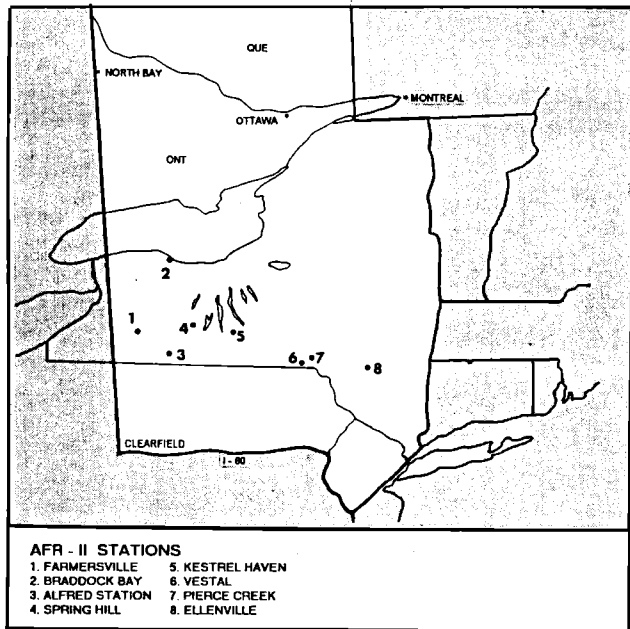 QUE
NORTH BAY
MONTREAL
OTTAWA
ONT
2
1
4
5
3
6
7
8
CLEARFIELD
I-80
AFR - II STATIONS
1. FARMERSVILLE 5. KESTREL HAVEN
2. BRADDOCK BAY 6. VESTAL
3. ALFRED STATION 7. PIERCE CREEK
4. SPRING HILL 8. ELLENVILLE